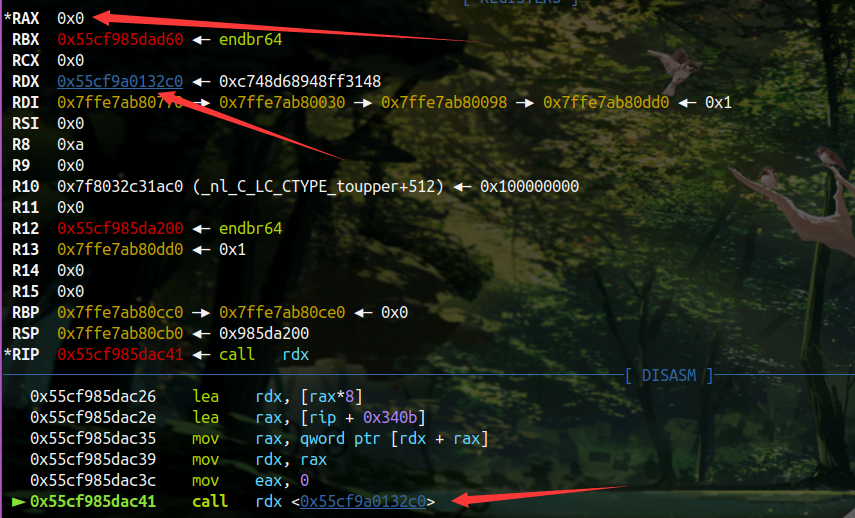 [ REGISTERS ]
*RAX 0x0
RBX 0x55cf985dad60 ◂— endbr64
RCX 0x0
RDX 0x55cf9a0132c0 ◂— 0xc748d68948ff3148
RDI 0x7ffe7ab80770 —▸ 0x7ffe7ab80030 —▸ 0x7ffe7ab80098 —▸ 0x7ffe7ab80dd0 ◂— 0x1
RSI 0x0
R8 0xa
R9 0x0
R10 0x7f8032c31ac0 (_nl_C_LC_CTYPE_toupper+512) ◂— 0x100000000
R11 0x0
R12 0x55cf985da200 ◂— endbr64
R13 0x7ffe7ab80dd0 ◂— 0x1
R14 0x0
R15 0x0
RBP 0x7ffe7ab80cc0 —▸ 0x7ffe7ab80ce0 ◂— 0x0
RSP 0x7ffe7ab80cb0 ◂— 0x985da200
*RIP 0x55cf985dac41 ◂— call rdx
[ DISASM ]
0x55cf985dac26 lea rdx, [rax*8]
0x55cf985dac2e lea rax, [rip + 0x340b]
0x55cf985dac35 mov rax, qword ptr [rdx + rax]
0x55cf985dac39 mov rdx, rax
0x55cf985dac3c mov eax, 0
► 0x55cf985dac41 call rdx <0x55cf9a0132c0>